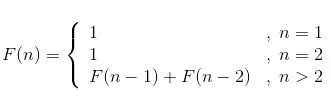 1 , n = 1
F(n) = { 1 , n = 2
F(n − 1) + F(n − 2) , n > 2